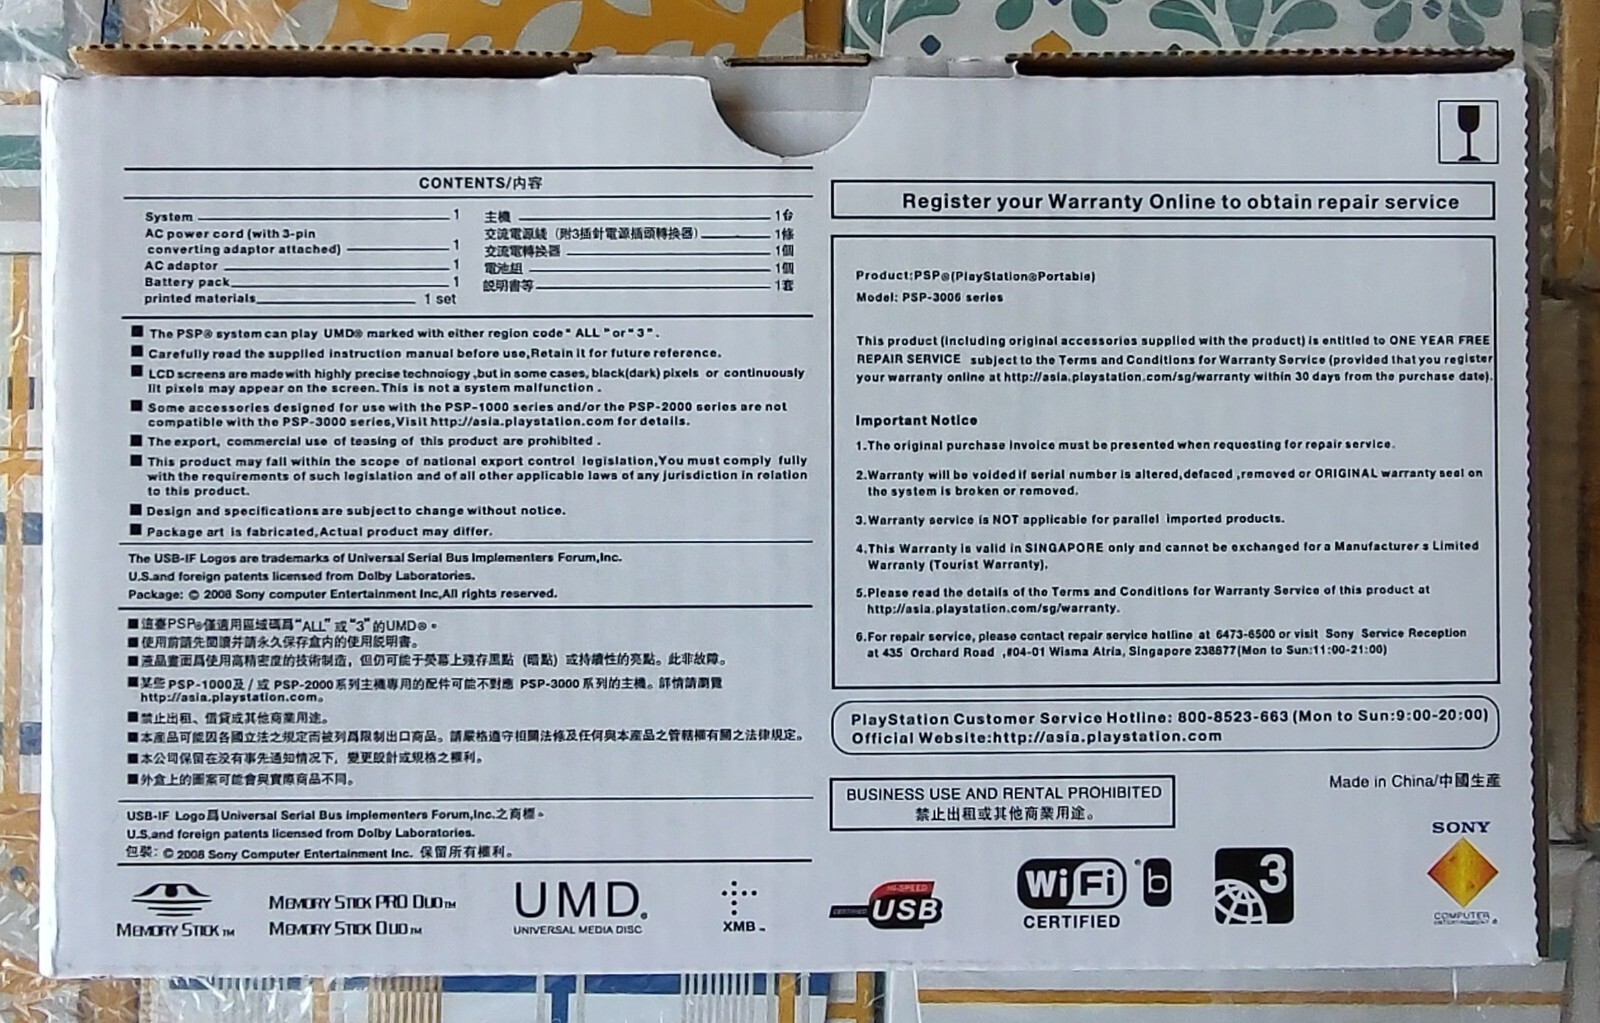 CONTENTS/内容
System 1
AC power cord (with 3-pin
converting adaptor attached) 1
AC adaptor 1
Battery pack 1
printed materials 1 set
主機 1台
交流電源綫（附3插針電源插頭轉换器） 1條
交流電轉换器 1個
電池組 1個
説明書等 1套
■ The PSP® system can play UMD® marked with either region code" ALL "or" 3".
■ Carefully read the supplied instruction manual before use,Retain it for future reference.
■ LCD screens are made with highly precise technology ,but in some cases, black(dark) pixels or continuously
lit pixels may appear on the screen.This is not a system malfunction .
■ Some accessories designed for use with the PSP-1000 series and/or the PSP-2000 series are not
compatible with the PSP-3000 series,Visit http://asia.playstation.com for details.
■ The export, commercial use of teasing of this product are prohibited .
■ This product may fall within the scope of national export control legislation,You must comply fully
with the requirements of such legislation and of all other applicable laws of any jurisdiction in relation
to this product.
■ Design and specifications are subject to change without notice.
■ Package art is fabricated,Actual product may differ.
The USB-IF Logos are trademarks of Universal Serial Bus Implementers Forum,Inc.
U.S.and foreign patents licensed from Dolby Laboratories.
Package: © 2008 Sony computer Entertainment Inc,All rights reserved.
■這臺PSP®僅適用區域碼爲"ALL" 或 "3"的UMD®。
■使用前請先閲讀并請永久保存盒内的使用説明書。
■液晶畫面爲使用高精密度的技術制造，但仍可能于熒幕上殘存黑點（暗點）或持續性的亮點。此非故障。
■某些 PSP-1000及 / 或 PSP-2000 系列主機專用的配件可能不對應 PSP-3000 系列的主機。詳情請瀏覽
http://asia.playstation.com。
■禁止出租、借貸或其他商業用途。
■本産品可能因各國立法之規定而被列爲限制出口商品。請嚴格遵守相關法條及任何與本産品之管轄權有關之法律規定。
■本公司保留在没有事先通知情况下，變更設計或規格之權利。
■外盒上的圖案可能會與實際商品不同。
USB-IF Logo爲Universal Serial Bus implementers Forum,Inc.之商標。
U.S.and foreign patents licensed from Dolby Laboratories.
包裝: © 2008 Sony Computer Entertainment Inc. 保留所有權利。
Register your Warranty Online to obtain repair service
Product:PSP®(PlayStation®Portable)
Model: PSP-3006 series
This product (including original accessories supplied with the product) is entitled to ONE YEAR FREE
REPAIR SERVICE subject to the Terms and Conditions for Warranty Service (provided that you register
your warranty online at http://asia.playstation.com/sg/warranty within 30 days from the purchase date).
Important Notice
1.The original purchase invoice must be presented when requesting for repair service.
2.Warranty will be voided if serial number is altered,defaced ,removed or ORIGINAL warranty seal on
the system is broken or removed.
3.Warranty service is NOT applicable for parallel imported products.
4.This Warranty is valid in SINGAPORE only and cannot be exchanged for a Manufacturer s Limited
Warranty (Tourist Warranty).
5.Please read the details of the Terms and Conditions for Warranty Service of this product at
http://asia.playstation.com/sg/warranty.
6.For repair service, please contact repair service hotline at 6473-6500 or visit Sony Service Reception
at 435 Orchard Road ,#04-01 Wisma Atria, Singapore 238877(Mon to Sun:11:00-21:00)
PlayStation Customer Service Hotline: 800-8523-663 (Mon to Sun:9:00-20:00)
Official Website:http://asia.playstation.com
BUSINESS USE AND RENTAL PROHIBITED
禁止出租或其他商業用途。
Made in China/中國生産
MEMORY STICK TM
MEMORY STICK PRO DUO TM
MEMORY STICK DUO TM
UMD®
UNIVERSAL MEDIA DISC
XMB TM
HI-SPEED
CERTIFIED USB
Wi Fi ® b
CERTIFIED
3
SONY
COMPUTER
ENTERTAINMENT ®